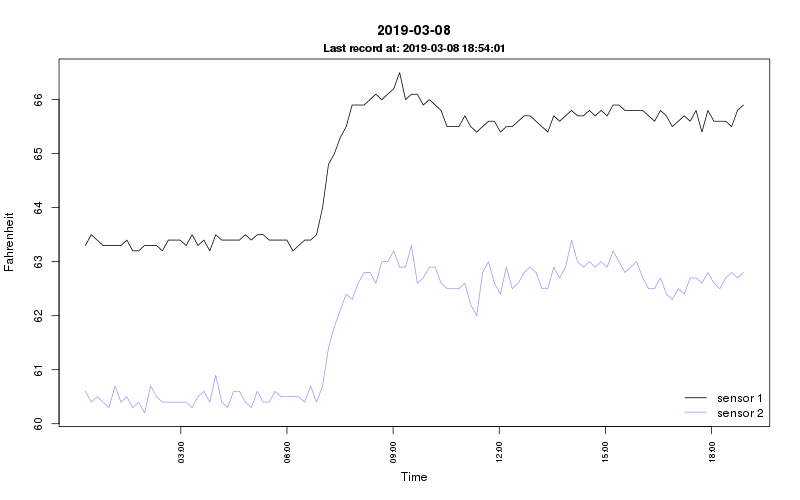 2019-03-08
Last record at: 2019-03-08 18:54:01
Fahrenheit
66
65
64
63
62
61
60
sensor 1
sensor 2
03:00 06:00 09:00 12:00 15:00 18:00
Time